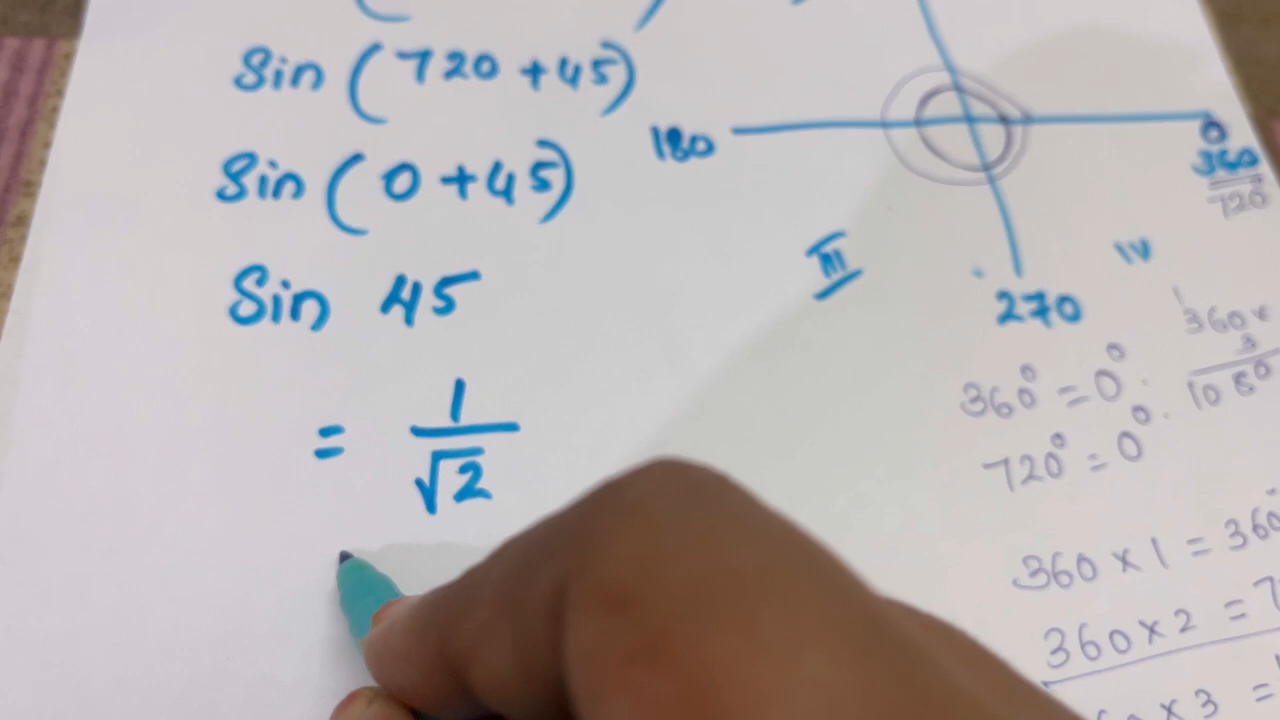 Sin (720 + 45)
Sin (0 + 45)
Sin 45
= 1
√2
180
0
360
720°
III
IV
270
360×
3
1080
360° = 0°.
720° = 0°.
360 × 1 = 360°
360 × 2 = 7
× 3 =